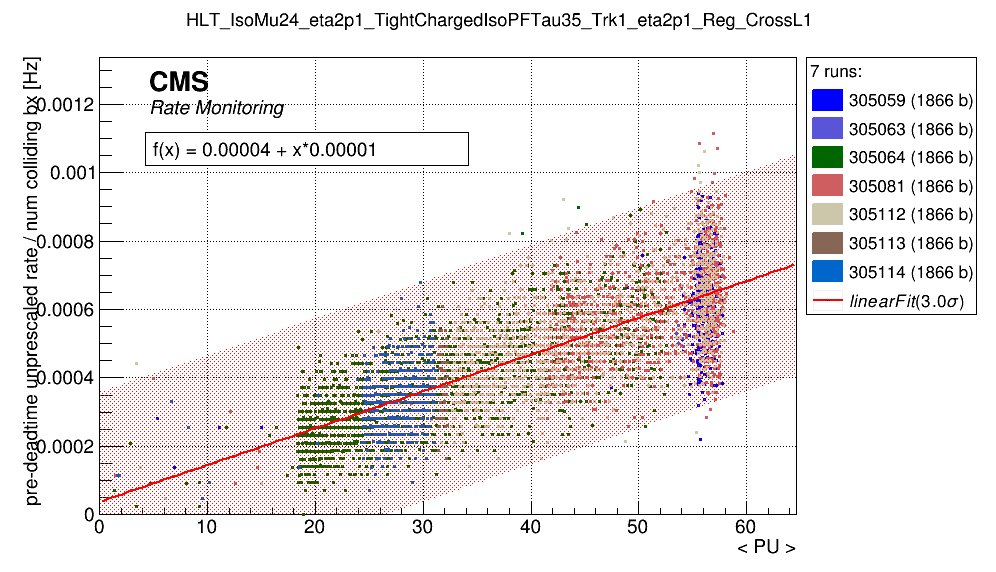 HLT_IsoMu24_eta2p1_TightChargedIsoPFTau35_Trk1_eta2p1_Reg_CrossL1
pre-deadtime unprescaled rate / num colliding bx [Hz]
CMS
Rate Monitoring
f(x) = 0.00004 + x*0.00001
0.0012
0.001
0.0008
0.0006
0.0004
0.0002
0
0 10 20 30 40 50 60
< PU >
7 runs:
305059 (1866 b)
305063 (1866 b)
305064 (1866 b)
305081 (1866 b)
305112 (1866 b)
305113 (1866 b)
305114 (1866 b)
linearFit(3.0σ)